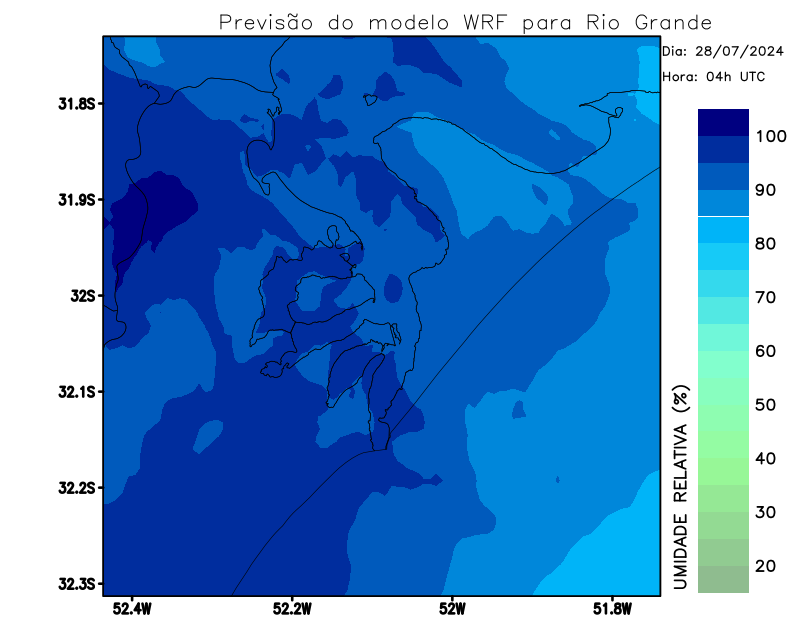 Previsão do modelo WRF para Rio Grande
Dia: 28/07/2024
Hora: 04h UTC
31.8S
31.9S
32S
32.1S
32.2S
32.3S
52.4W
52.2W
52W
51.8W
100
90
80
70
60
50
40
30
20
UMIDADE RELATIVA (%)